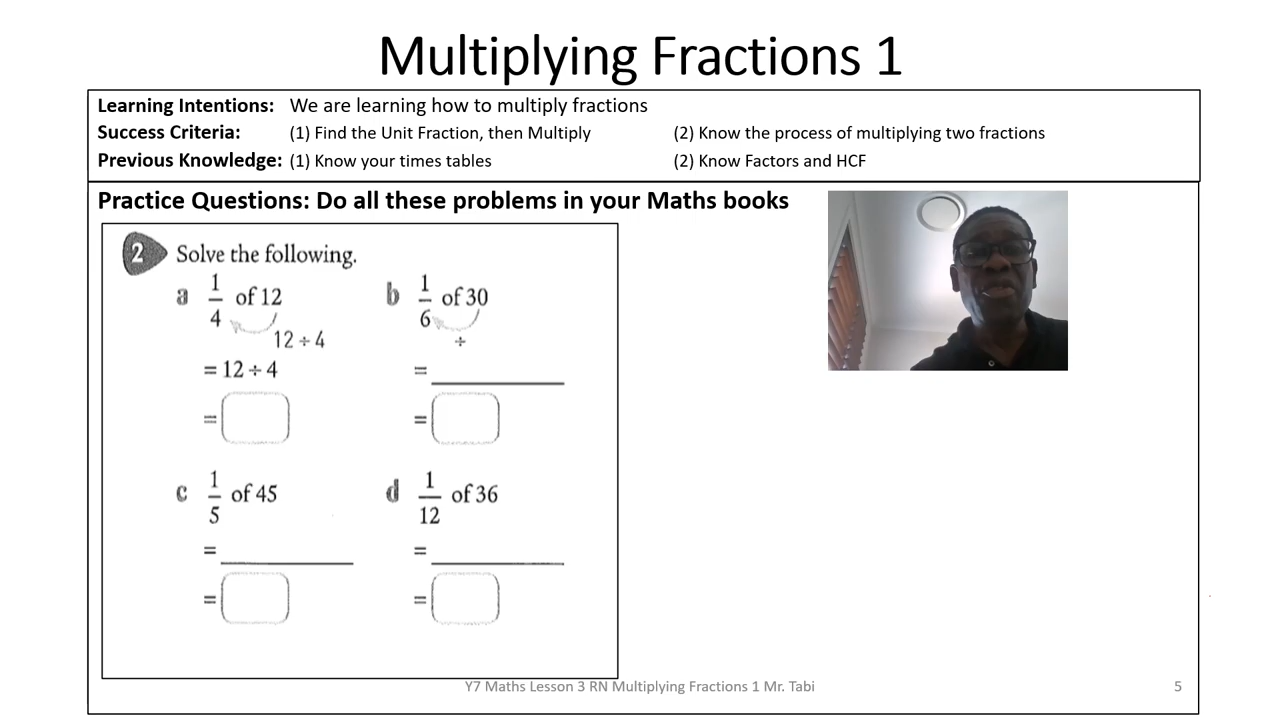 Multiplying Fractions 1
Learning Intentions: We are learning how to multiply fractions
Success Criteria: (1) Find the Unit Fraction, then Multiply (2) Know the process of multiplying two fractions
Previous Knowledge: (1) Know your times tables (2) Know Factors and HCF
Practice Questions: Do all these problems in your Maths books
2 Solve the following.
a 1/4 of 12
12 ÷ 4
= 12 ÷ 4
=
b 1/6 of 30
÷
=
=
c 1/5 of 45
=
=
d 1/12 of 36
=
=
Y7 Maths Lesson 3 RN Multiplying Fractions 1 Mr. Tabi
5